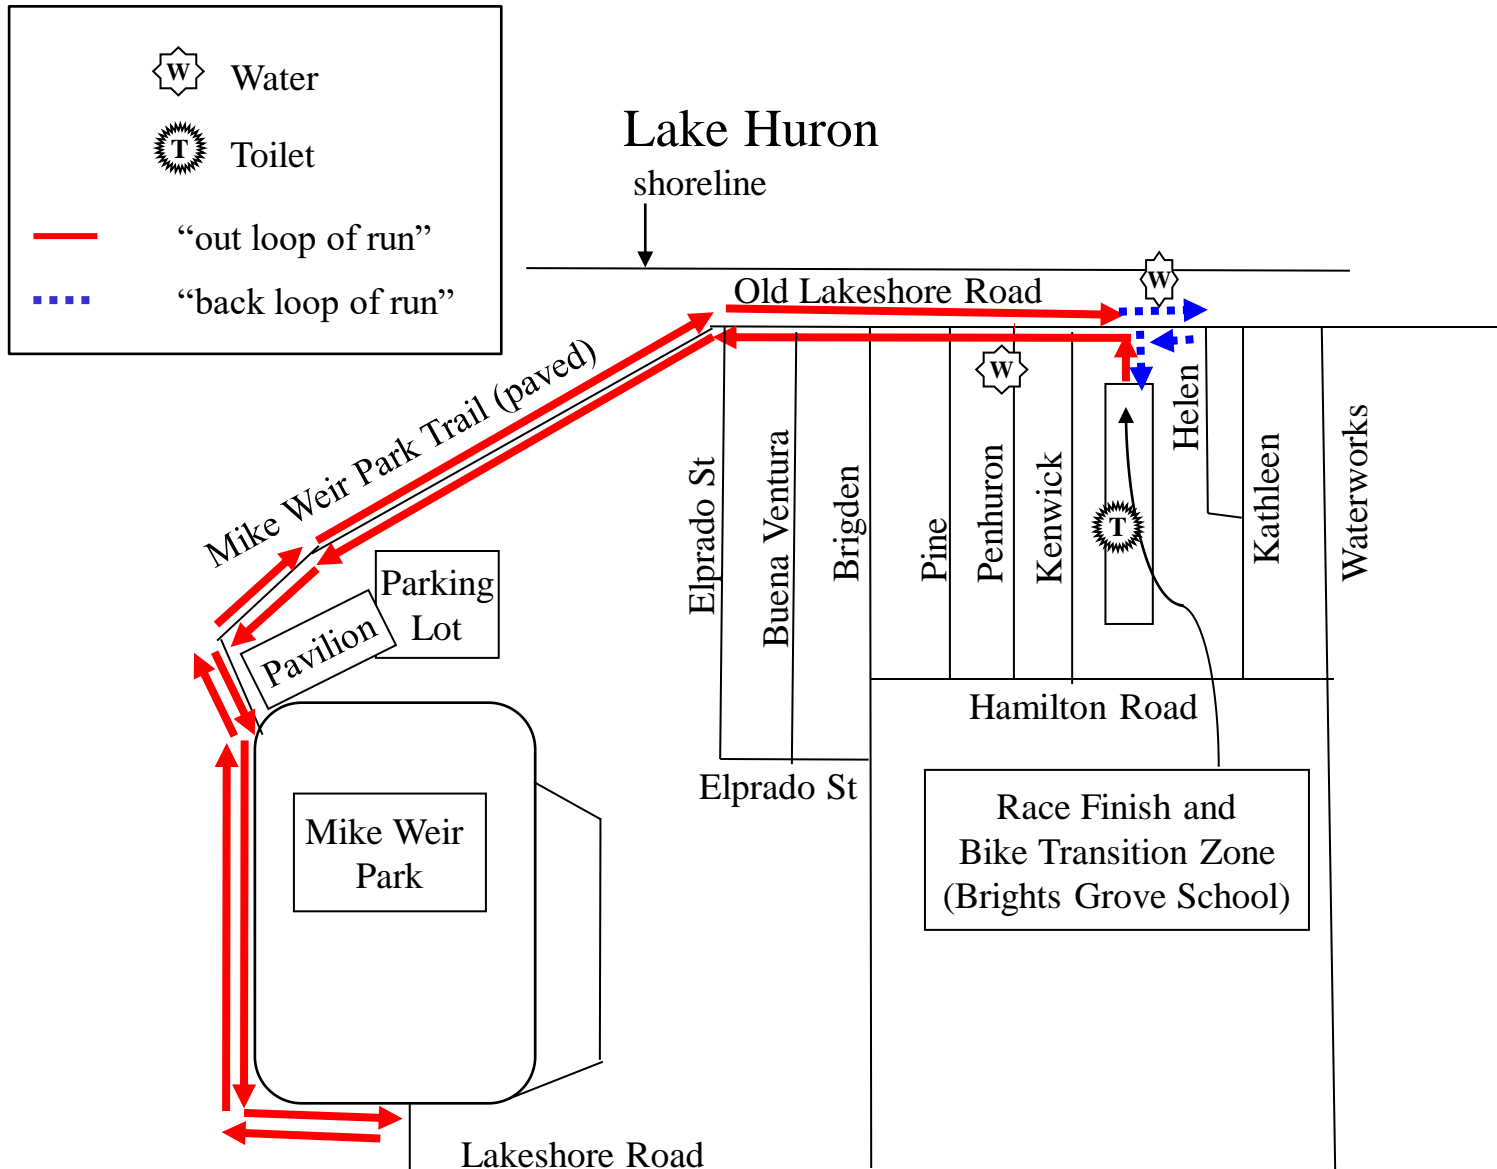 W Water
T Toilet
“out loop of run”
“back loop of run”
Lake Huron
shoreline
W
Old Lakeshore Road
Mike Weir Park Trail (paved)
W
Helen
Elprado St
Buena Ventura
Brigden
Pine
Penhuron
Kenwick
T
Kathleen
Waterworks
Parking
Lot
Pavilion
Hamilton Road
Elprado St
Mike Weir
Park
Race Finish and
Bike Transition Zone
(Brights Grove School)
Lakeshore Road